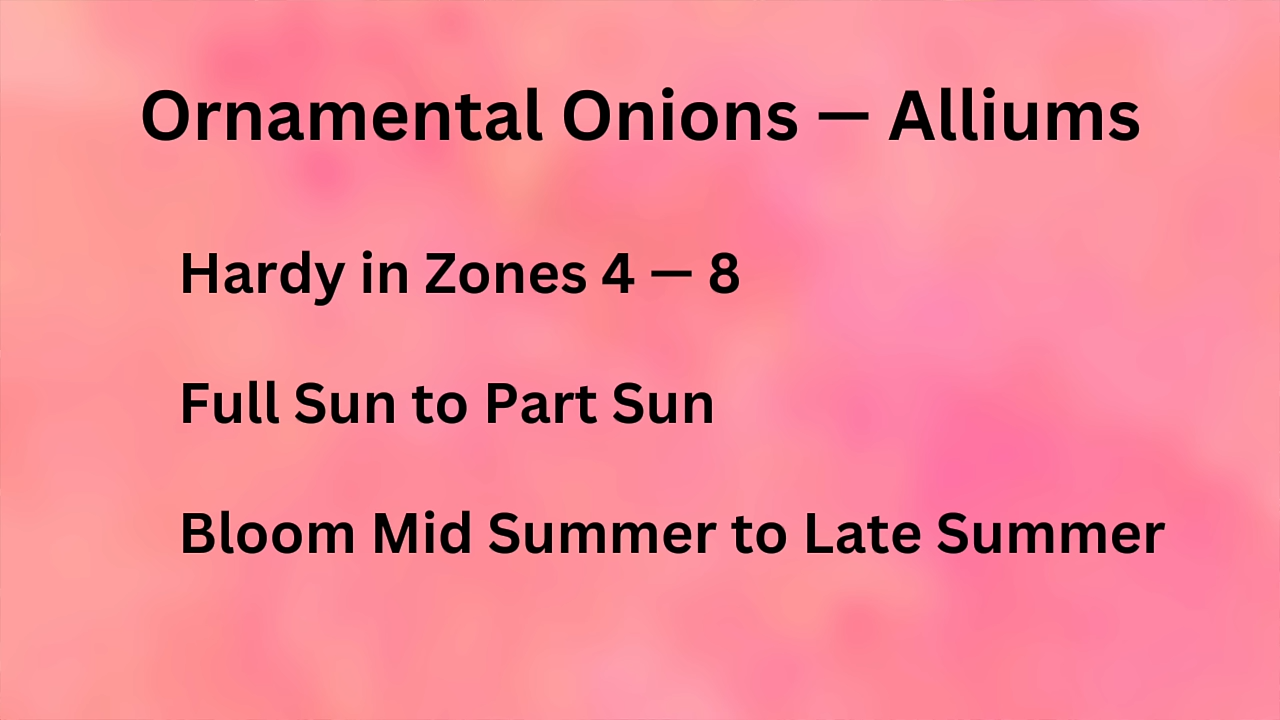 Ornamental Onions — Alliums
Hardy in Zones 4 — 8
Full Sun to Part Sun
Bloom Mid Summer to Late Summer